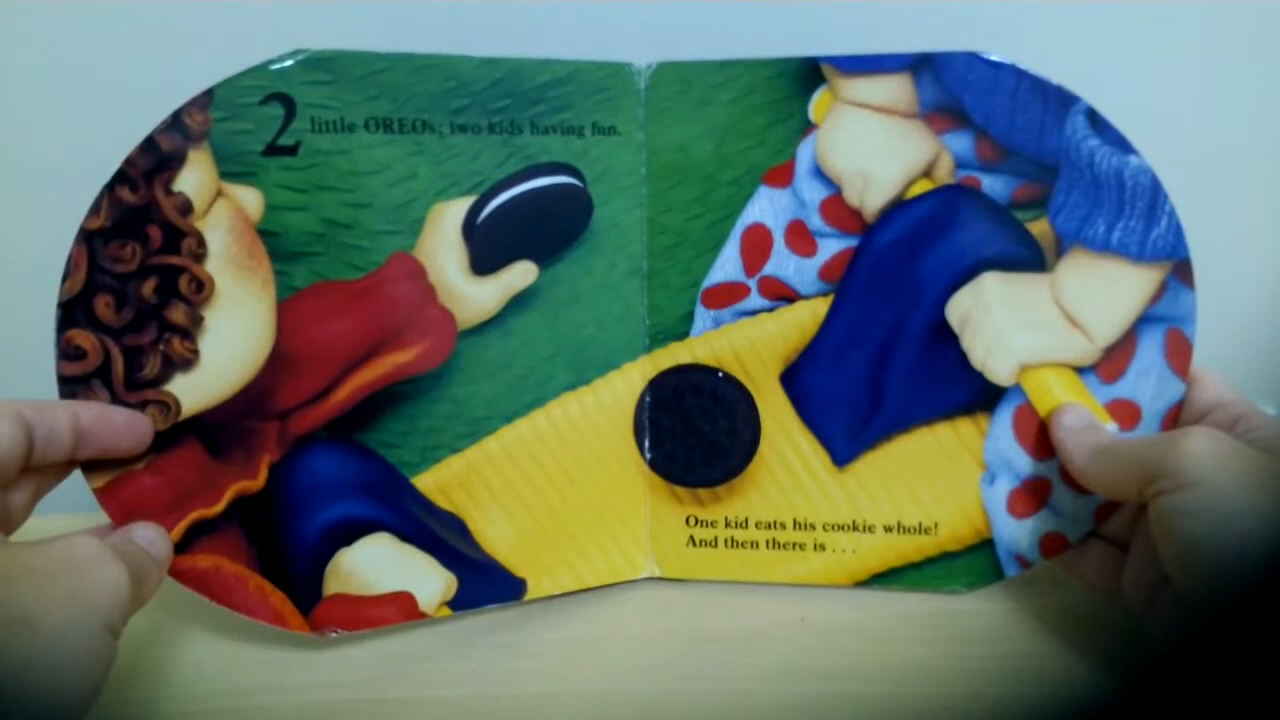 2 little OREOs; two kids having fun.
One kid eats his cookie whole!
And then there is . . .